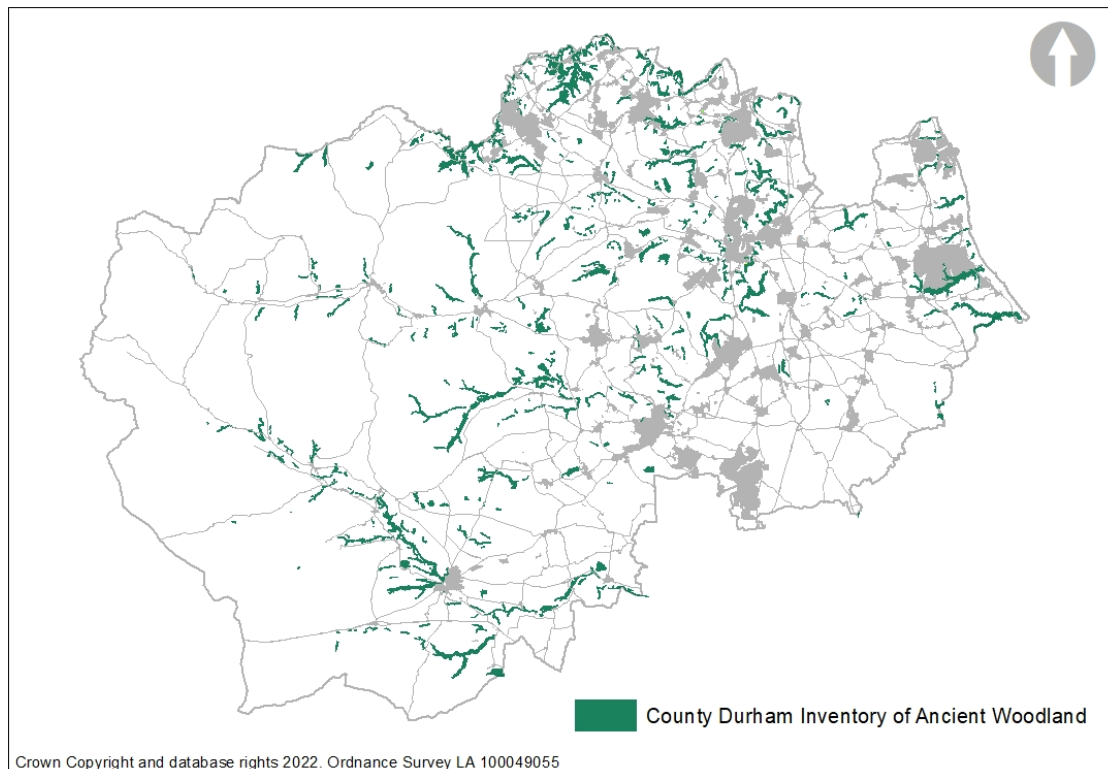 County Durham Inventory of Ancient Woodland
Crown Copyright and database rights 2022. Ordnance Survey LA 100049055